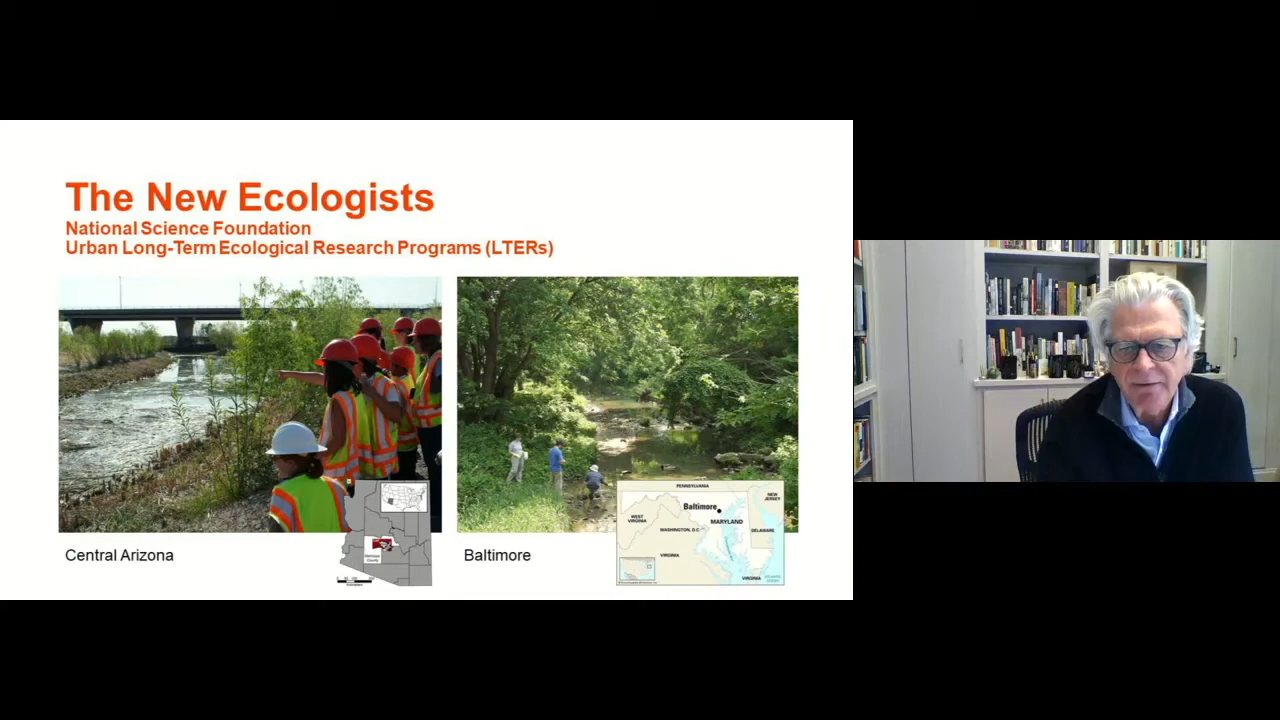 The New Ecologists
National Science Foundation
Urban Long-Term Ecological Research Programs (LTERs)
Central Arizona
Baltimore
PENNSYLVANIA
NEW
JERSEY
Baltimore
WEST
VIRGINIA
MARYLAND
WASHINGTON, D.C.
DELAWARE
VIRGINIA
VIRGINIA